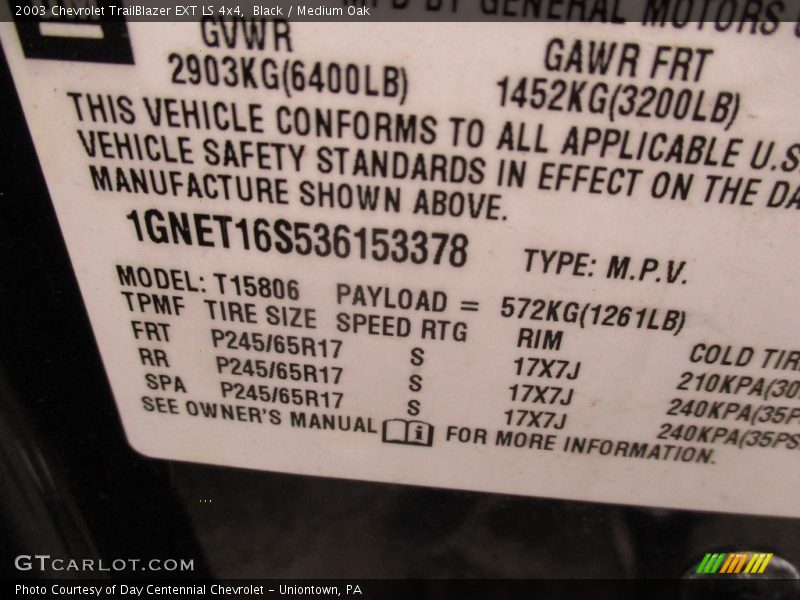 2003 Chevrolet TrailBlazer EXT LS 4x4, Black / Medium Oak
BY GENERAL MOTORS
GVWR GAWR FRT
2903KG(6400LB) 1452KG(3200LB)
THIS VEHICLE CONFORMS TO ALL APPLICABLE U.S
VEHICLE SAFETY STANDARDS IN EFFECT ON THE DA
MANUFACTURE SHOWN ABOVE.
1GNET16S536153378 TYPE: M.P.V.
MODEL: T15806 PAYLOAD = 572KG(1261LB)
TPMF TIRE SIZE SPEED RTG RIM COLD TIR
FRT P245/65R17 S 17X7J 210KPA(30
RR P245/65R17 S 17X7J 240KPA(35P
SPA P245/65R17 S 17X7J 240KPA(35PS
SEE OWNER'S MANUAL i FOR MORE INFORMATION.
GTCARLOT.COM
Photo Courtesy of Day Centennial Chevrolet - Uniontown, PA